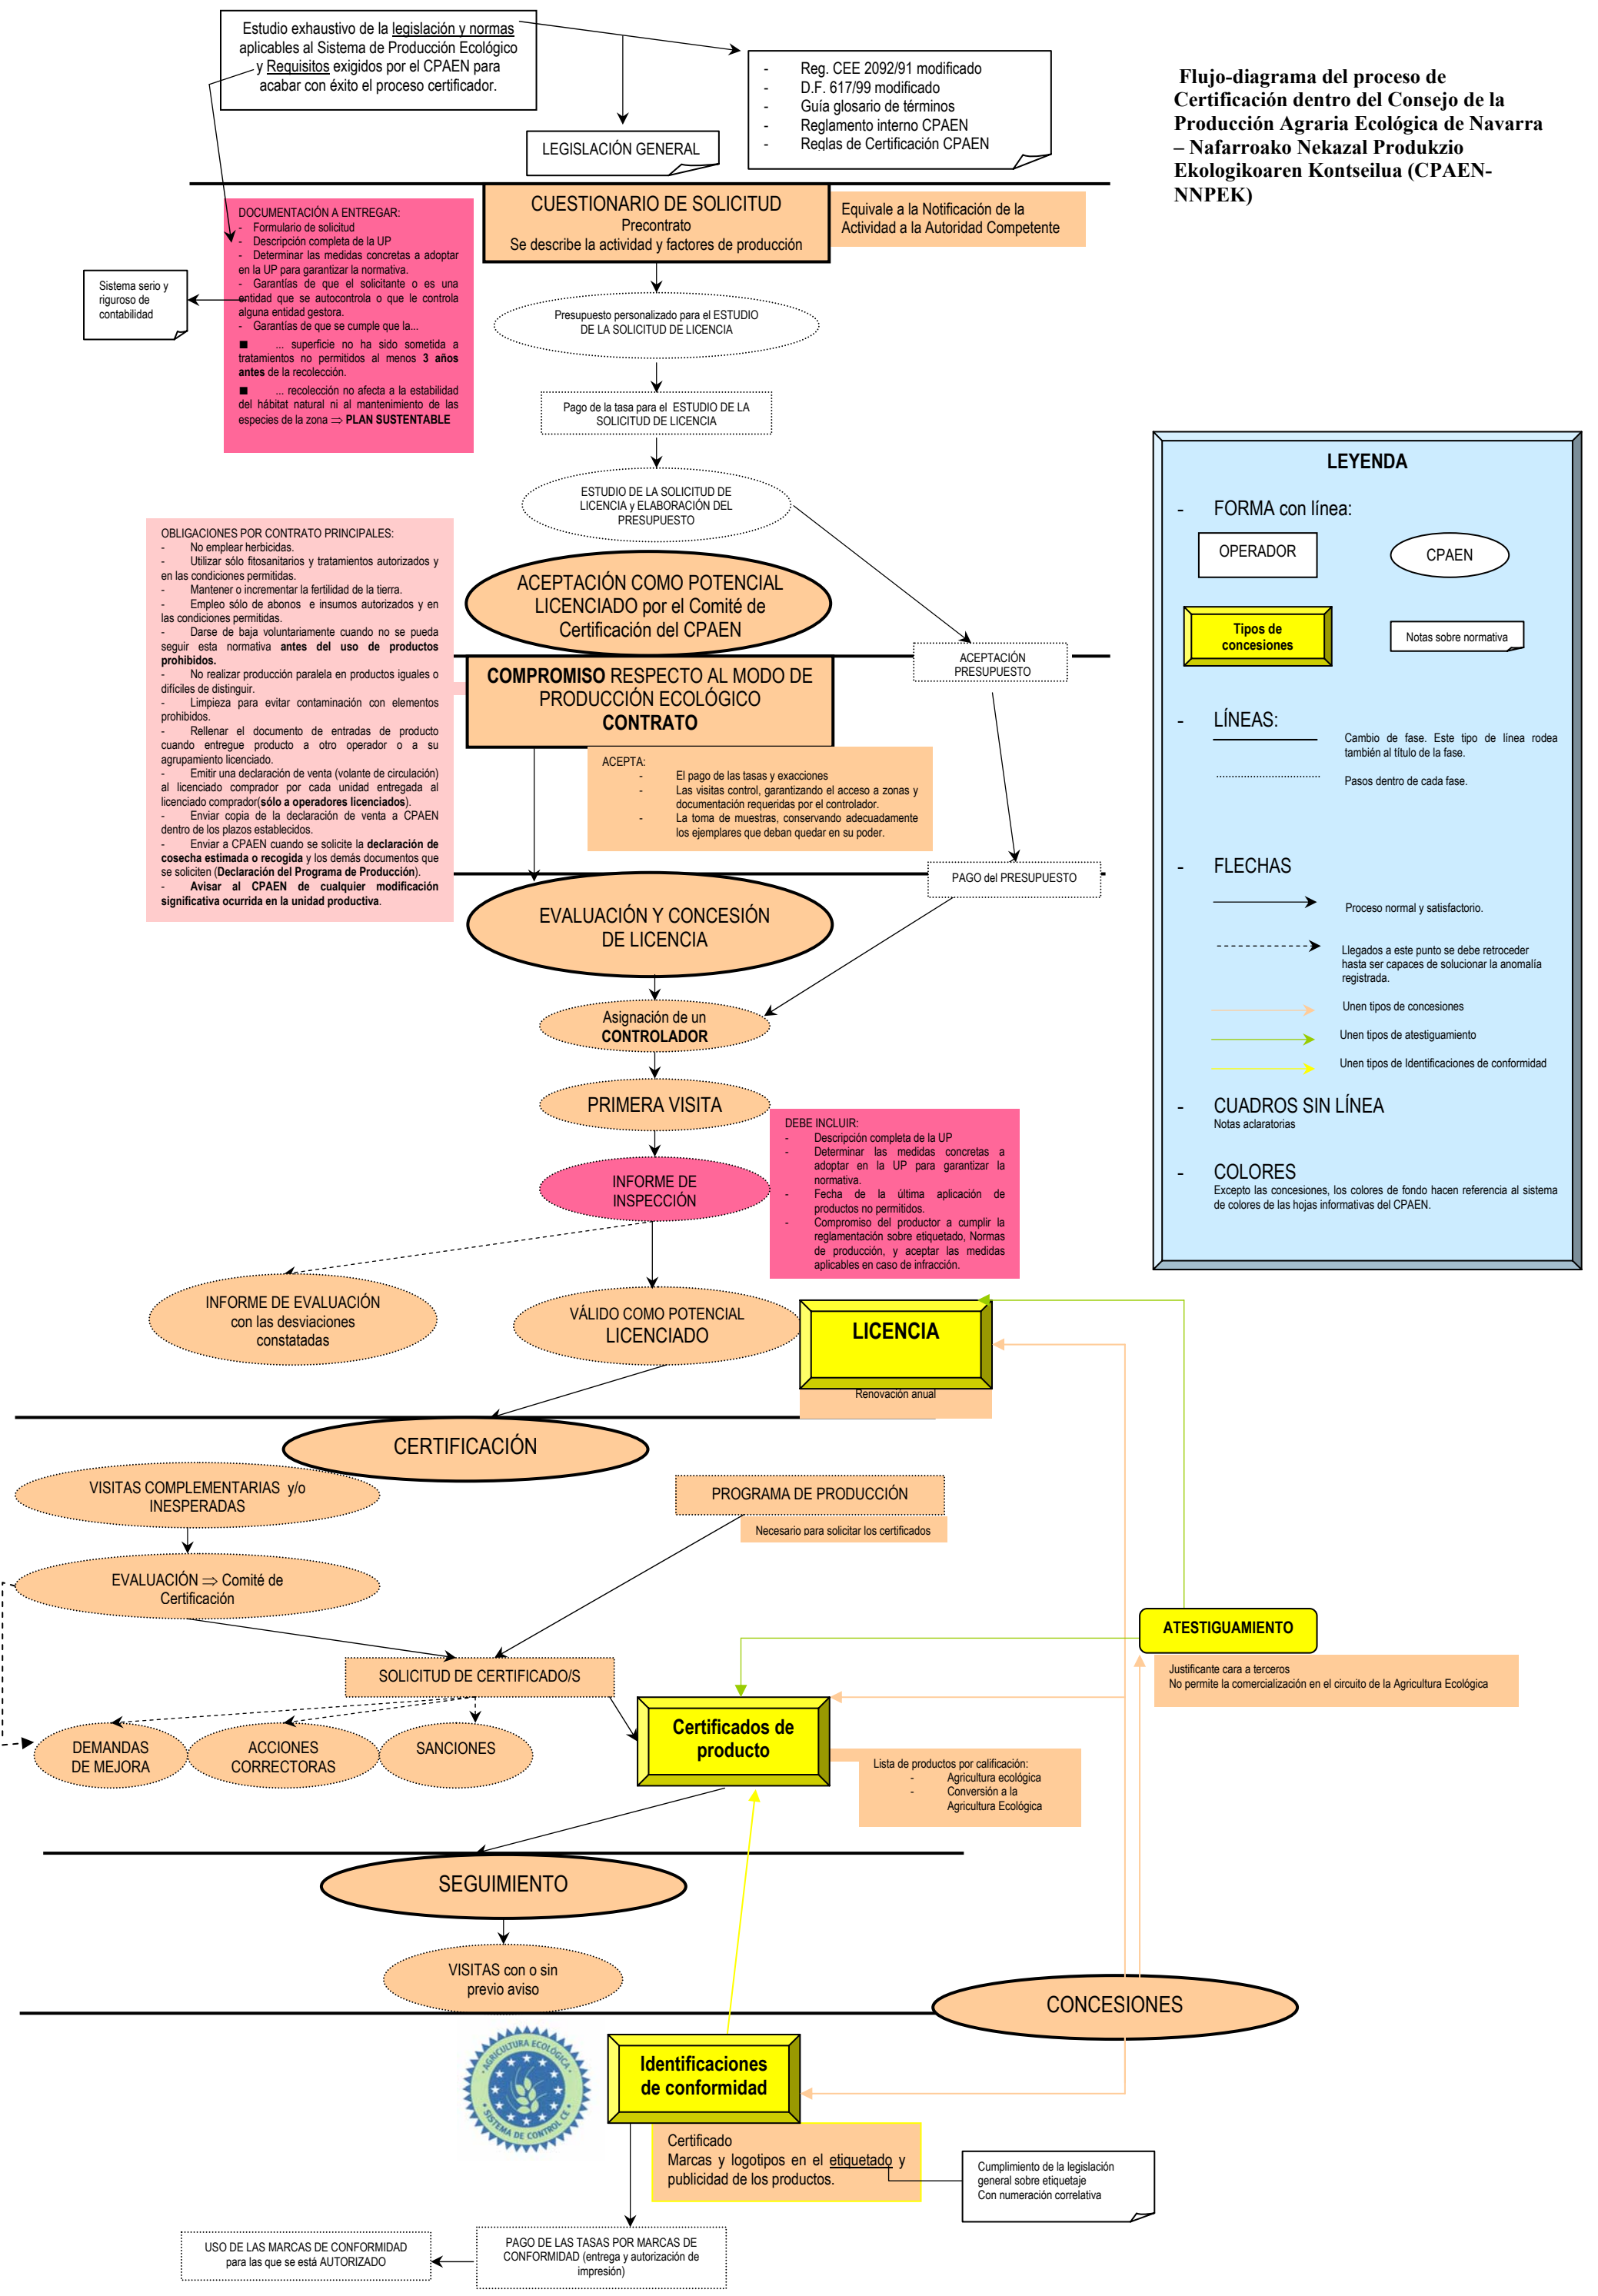 Estudio exhaustivo de la legislación y normas
aplicables al Sistema de Producción Ecológico
y Requisitos exigidos por el CPAEN para
acabar con éxito el proceso certificador.
- Reg. CEE 2092/91 modificado
- D.F. 617/99 modificado
- Guía glosario de términos
- Reglamento interno CPAEN
- Reglas de Certificación CPAEN
LEGISLACIÓN GENERAL
Flujo-diagrama del proceso de
Certificación dentro del Consejo de la
Producción Agraria Ecológica de Navarra
– Nafarroako Nekazal Produkzio
Ekologikoaren Kontseilua (CPAEN-
NNPEK)
CUESTIONARIO DE SOLICITUD
Precontrato
Se describe la actividad y factores de producción
Equivale a la Notificación de la
Actividad a la Autoridad Competente
DOCUMENTACIÓN A ENTREGAR:
- Formulario de solicitud
- Descripción completa de la UP
- Determinar las medidas concretas a adoptar
en la UP para garantizar la normativa.
- Garantías de que el solicitante o es una
entidad que se autocontrola o que le controla
alguna entidad gestora.
- Garantías de que se cumple que la...
■ ... superficie no ha sido sometida a
tratamientos no permitidos al menos 3 años
antes de la recolección.
■ ... recolección no afecta a la estabilidad
del hábitat natural ni al mantenimiento de las
especies de la zona ⇒ PLAN SUSTENTABLE
Sistema serio y
riguroso de
contabilidad
Presupuesto personalizado para el ESTUDIO
DE LA SOLICITUD DE LICENCIA
Pago de la tasa para el ESTUDIO DE LA
SOLICITUD DE LICENCIA
ESTUDIO DE LA SOLICITUD DE
LICENCIA y ELABORACIÓN DEL
PRESUPUESTO
OBLIGACIONES POR CONTRATO PRINCIPALES:
- No emplear herbicidas.
- Utilizar sólo fitosanitarios y tratamientos autorizados y
en las condiciones permitidas.
- Mantener o incrementar la fertilidad de la tierra.
- Empleo sólo de abonos e insumos autorizados y en
las condiciones permitidas.
- Darse de baja voluntariamente cuando no se pueda
seguir esta normativa antes del uso de productos
prohibidos.
- No realizar producción paralela en productos iguales o
difíciles de distinguir.
- Limpieza para evitar contaminación con elementos
prohibidos.
- Rellenar el documento de entradas de producto
cuando entregue producto a otro operador o a su
agrupamiento licenciado.
- Emitir una declaración de venta (volante de circulación)
al licenciado comprador por cada unidad entregada al
licenciado comprador(sólo a operadores licenciados).
- Enviar copia de la declaración de venta a CPAEN
dentro de los plazos establecidos.
- Enviar a CPAEN cuando se solicite la declaración de
cosecha estimada o recogida y los demás documentos que
se soliciten (Declaración del Programa de Producción).
- Avisar al CPAEN de cualquier modificación
significativa ocurrida en la unidad productiva.
ACEPTACIÓN COMO POTENCIAL
LICENCIADO por el Comité de
Certificación del CPAEN
ACEPTACIÓN
PRESUPUESTO
COMPROMISO RESPECTO AL MODO DE
PRODUCCIÓN ECOLÓGICO
CONTRATO
ACEPTA:
- El pago de las tasas y exacciones
- Las visitas control, garantizando el acceso a zonas y
documentación requeridas por el controlador.
- La toma de muestras, conservando adecuadamente
los ejemplares que deban quedar en su poder.
PAGO del PRESUPUESTO
EVALUACIÓN Y CONCESIÓN
DE LICENCIA
Asignación de un
CONTROLADOR
PRIMERA VISITA
INFORME DE
INSPECCIÓN
DEBE INCLUIR:
- Descripción completa de la UP
- Determinar las medidas concretas a
adoptar en la UP para garantizar la
normativa.
- Fecha de la última aplicación de
productos no permitidos.
- Compromiso del productor a cumplir la
reglamentación sobre etiquetado, Normas
de producción, y aceptar las medidas
aplicables en caso de infracción.
LEYENDA
- FORMA con línea:
OPERADOR
CPAEN
Tipos de
concesiones
Notas sobre normativa
- LÍNEAS:
Cambio de fase. Este tipo de línea rodea
también al título de la fase.
Pasos dentro de cada fase.
- FLECHAS
Proceso normal y satisfactorio.
Llegados a este punto se debe retroceder
hasta ser capaces de solucionar la anomalía
registrada.
Unen tipos de concesiones
Unen tipos de atestiguamiento
Unen tipos de Identificaciones de conformidad
- CUADROS SIN LÍNEA
Notas aclaratorias
- COLORES
Excepto las concesiones, los colores de fondo hacen referencia al sistema
de colores de las hojas informativas del CPAEN.
INFORME DE EVALUACIÓN
con las desviaciones
constatadas
VÁLIDO COMO POTENCIAL
LICENCIADO
LICENCIA
Renovación anual
CERTIFICACIÓN
VISITAS COMPLEMENTARIAS y/o
INESPERADAS
PROGRAMA DE PRODUCCIÓN
Necesario para solicitar los certificados
EVALUACIÓN ⇒ Comité de
Certificación
SOLICITUD DE CERTIFICADO/S
ATESTIGUAMIENTO
Justificante cara a terceros
No permite la comercialización en el circuito de la Agricultura Ecológica
DEMANDAS
DE MEJORA
ACCIONES
CORRECTORAS
SANCIONES
Certificados de
producto
Lista de productos por calificación:
- Agricultura ecológica
- Conversión a la
Agricultura Ecológica
SEGUIMIENTO
VISITAS con o sin
previo aviso
CONCESIONES
AGRICULTURA ECOLÓGICA
SISTEMA DE CONTROL CE
Identificaciones
de conformidad
Certificado
Marcas y logotipos en el etiquetado y
publicidad de los productos.
Cumplimiento de la legislación
general sobre etiquetaje
Con numeración correlativa
PAGO DE LAS TASAS POR MARCAS DE
CONFORMIDAD (entrega y autorización de
impresión)
USO DE LAS MARCAS DE CONFORMIDAD
para las que se está AUTORIZADO